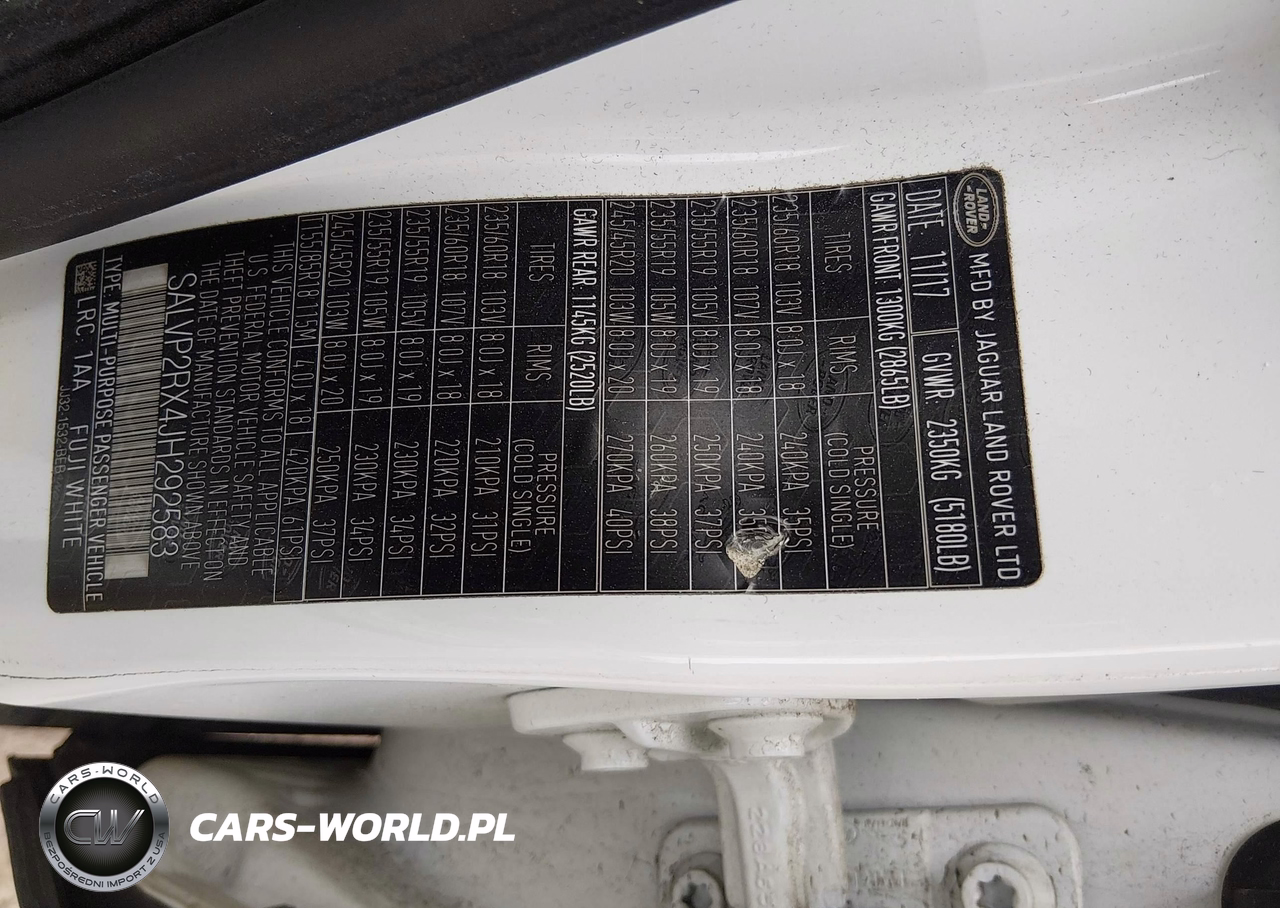 LAND
ROVER
MFD BY JAGUAR LAND ROVER LTD
DATE 11/17 GVWR: 2350KG (5180LB)
GAWR FRONT 1300KG (2865LB)
TIRES RIMS PRESSURE (COLD SINGLE)
235/60R18 103V 8.0J x 18 240KPA 35PSI
235/60R18 107V 8.0J x 18 240KPA
235/55R19 105V 8.0J x 19 250KPA 37PSI
235/55R19 105W 8.0J x 19 260KPA 38PSI
245/45R20 103W 8.0J x 20 270KPA 40PSI
GAWR REAR 1145KG (2520LB)
TIRES RIMS PRESSURE (COLD SINGLE)
235/60R18 103V 8.0J x 18 210KPA 31PSI
235/60R18 107V 8.0J x 18 220KPA 32PSI
235/55R19 105V 8.0J x 19 230KPA 34PSI
235/55R19 105W 8.0J x 19 230KPA 34PSI
245/45R20 103W 8.0J x 20 250KPA 37PSI
T155/85R18 115M 4.0J x 18 420KPA 61PSI
THIS VEHICLE CONFORMS TO ALL APPLICABLE
U.S. FEDERAL MOTOR VEHICLE SAFETY AND
THEFT PREVENTION STANDARDS IN EFFECT ON
THE DATE OF MANUFACTURE SHOWN ABOVE
SALVP2RX4JH292583
TYPE: MULTI-PURPOSE PASSENGER VEHICLE
LRC 1AA FUJI WHITE
CARS-WORLD
CW
BEZPOŚREDNI IMPORT Z USA
CARS-WORLD.PL